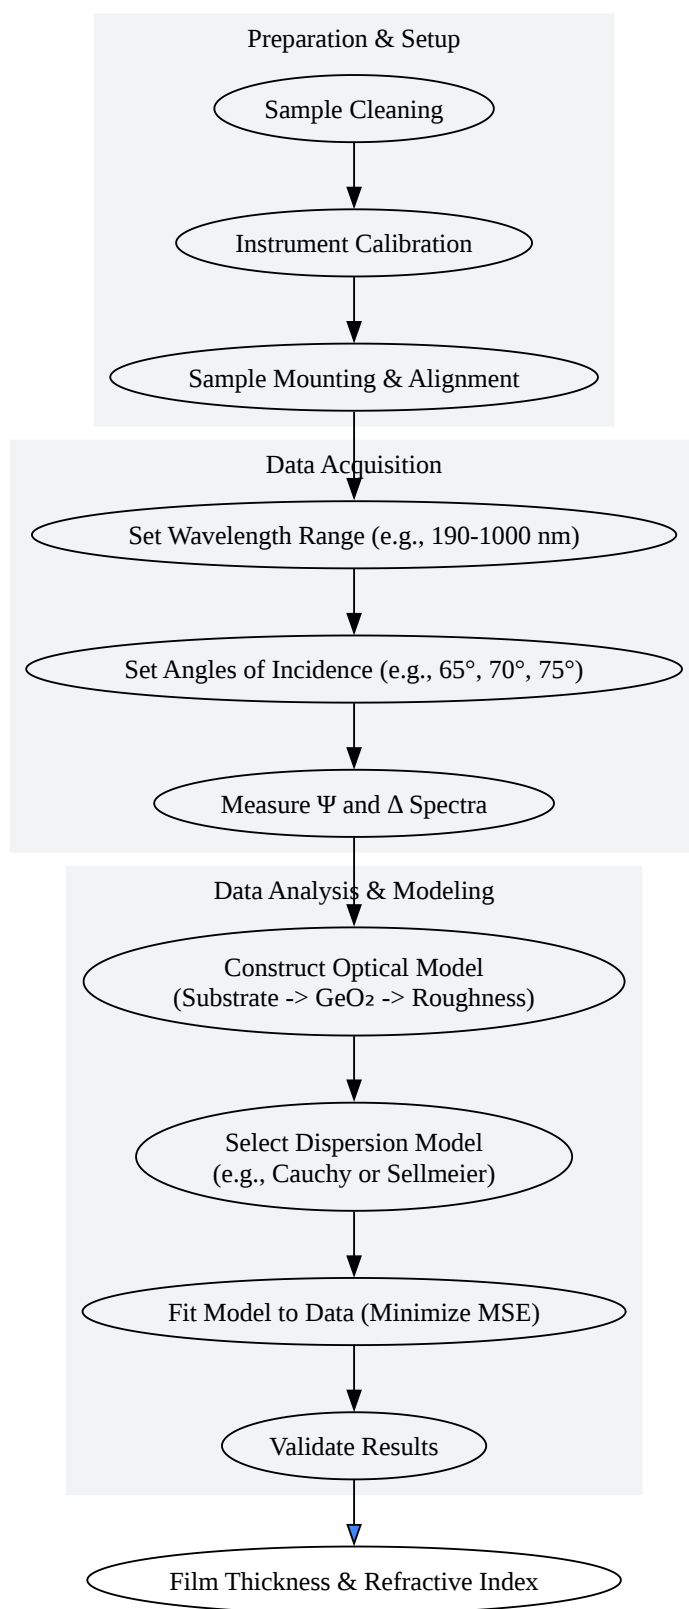 Preparation & Setup
Sample Cleaning
Instrument Calibration
Sample Mounting & Alignment
Data Acquisition
Set Wavelength Range (e.g., 190-1000 nm)
Set Angles of Incidence (e.g., 65°, 70°, 75°)
Measure Ψ and Δ Spectra
Data Analysis & Modeling
Construct Optical Model
(Substrate -> GeO₂ -> Roughness)
Select Dispersion Model
(e.g., Cauchy or Sellmeier)
Fit Model to Data (Minimize MSE)
Validate Results
Film Thickness & Refractive Index